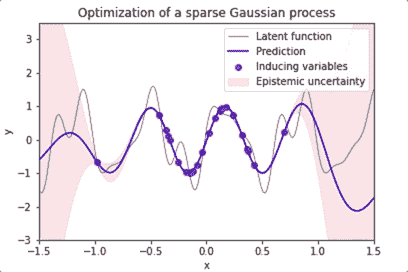 Optimization of a sparse Gaussian process
Latent function
Prediction
Inducing variables
Epistemic uncertainty
y
3
2
1
0
−1
−2
−3
−1.5
−1.0
−0.5
0.0
0.5
1.0
1.5
x